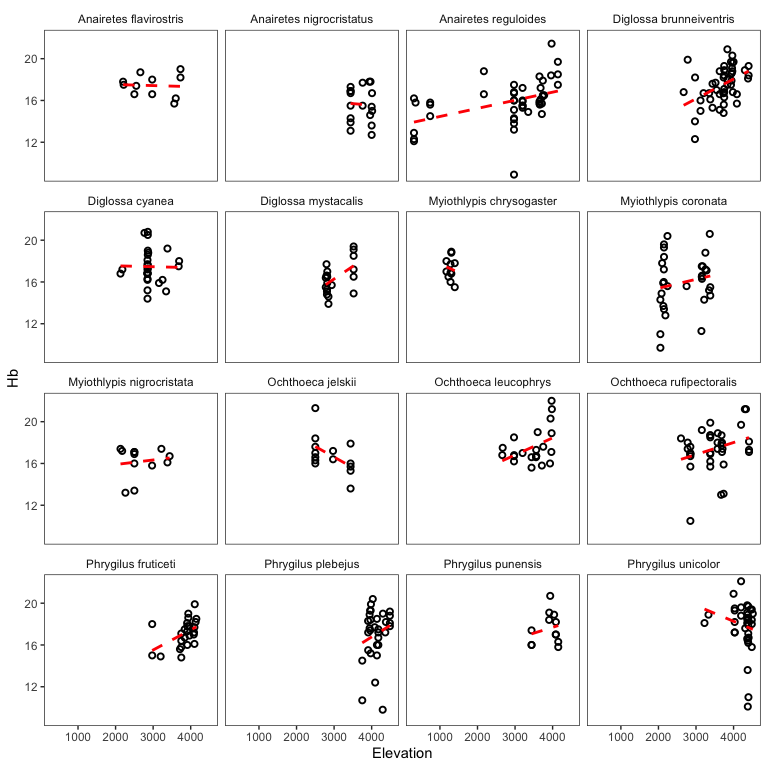 Anairetes flavirostris Anairetes nigrocristatus Anairetes reguloides Diglossa brunneiventris
20
16
12
Diglossa cyanea Diglossa mystacalis Myiothlypis chrysogaster Myiothlypis coronata
20
16
12
Hb
Myiothlypis nigrocristata Ochthoeca jelskii Ochthoeca leucophrys Ochthoeca rufipectoralis
20
16
12
Phrygilus fruticeti Phrygilus plebejus Phrygilus punensis Phrygilus unicolor
20
16
12
1000 2000 3000 4000 1000 2000 3000 4000 1000 2000 3000 4000 1000 2000 3000 4000
Elevation